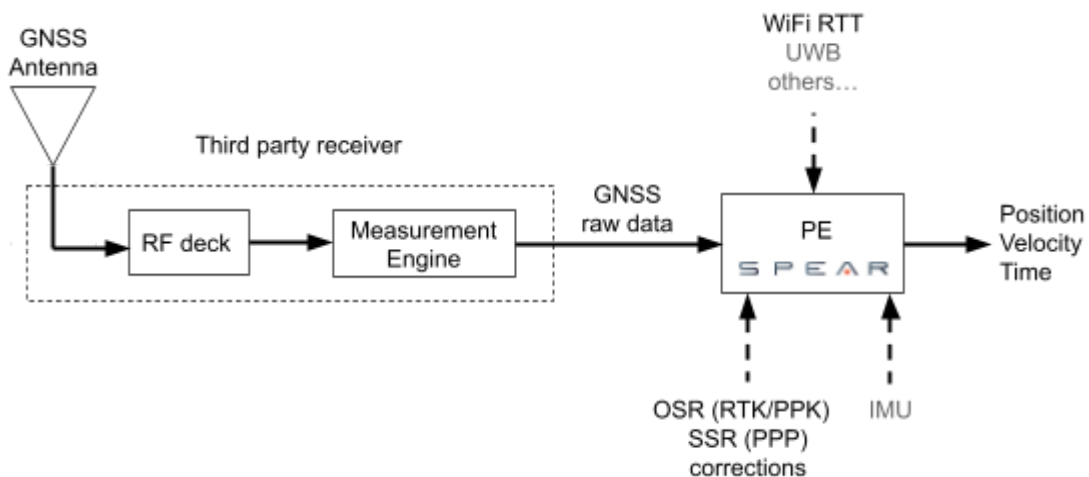 GNSS
Antenna
Third party receiver
RF deck
Measurement
Engine
GNSS
raw data
WiFi RTT
UWB
others…
PE
SPEAR
Position
Velocity
Time
OSR (RTK/PPK)
SSR (PPP)
corrections
IMU